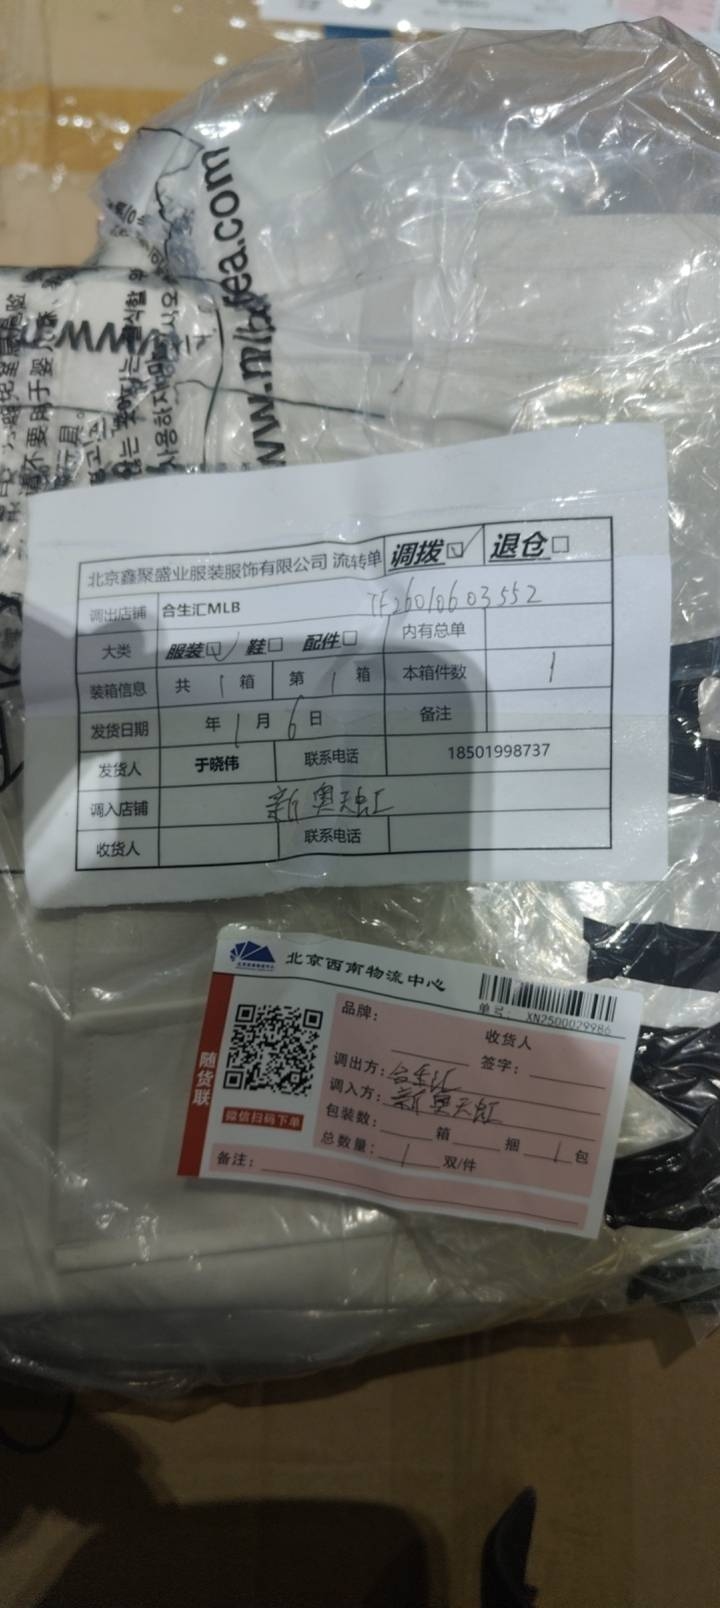 www.mlbkorea.com
北京鑫聚盛业服装服饰有限公司 流转单 调拨☑ 退仓□
调出店铺 合生汇MLB TF26010603552
大类 服装☑ 鞋□ 配件□ 内有总单
装箱信息 共 1 箱 第 1 箱 本箱件数 1
发货日期 年 1 月 6 日 备注
发货人 于晓伟 联系电话 18501998737
调入店铺 新奥天虹
收货人 联系电话
北京西南物流中心
单号: XN2500029986
随货联
微信扫码下单
品牌:
收货人
签字:
调出方: 合生汇
调入方: 新奥天虹
包装数: 箱 捆 1 包
总数量: 1 双/件
备注: